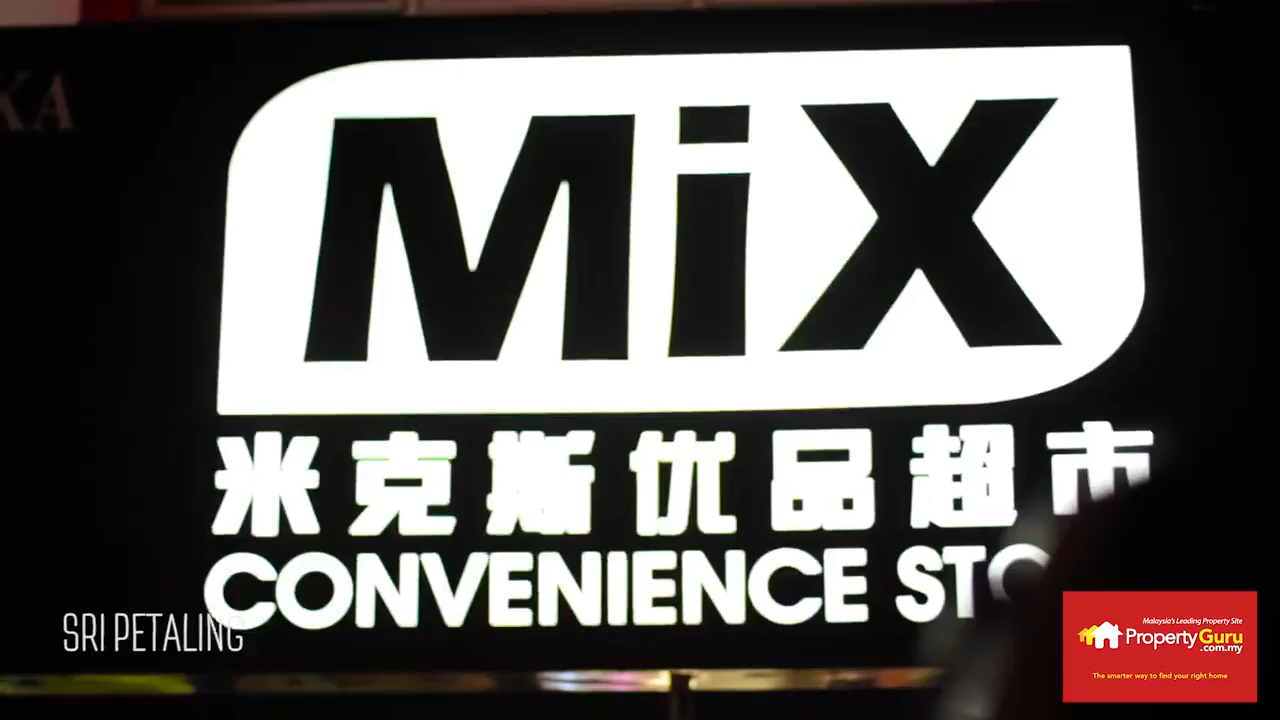 MiX
米克斯优品超市
CONVENIENCE
SRI PETALING
Malaysia's Leading Property Site
PropertyGuru
.com.my
The smarter way to find your right home